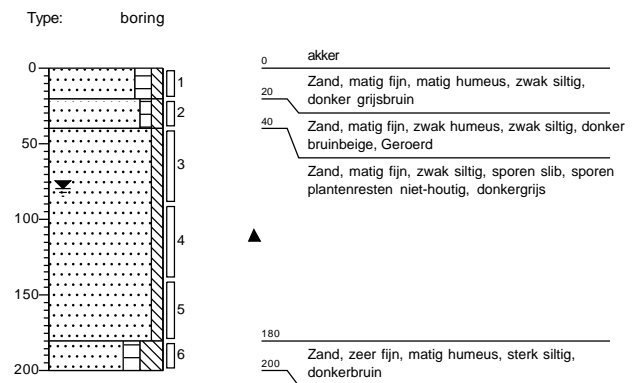 Type: boring
0
50
100
150
200
1
2
3
4
5
6
0 akker
Zand, matig fijn, matig humeus, zwak siltig,
20 donker grijsbruin
40 Zand, matig fijn, zwak humeus, zwak siltig, donker
bruinbeige, Geroerd
Zand, matig fijn, zwak siltig, sporen slib, sporen
plantenresten niet-houtig, donkergrijs
180
Zand, zeer fijn, matig humeus, sterk siltig,
200 donkerbruin